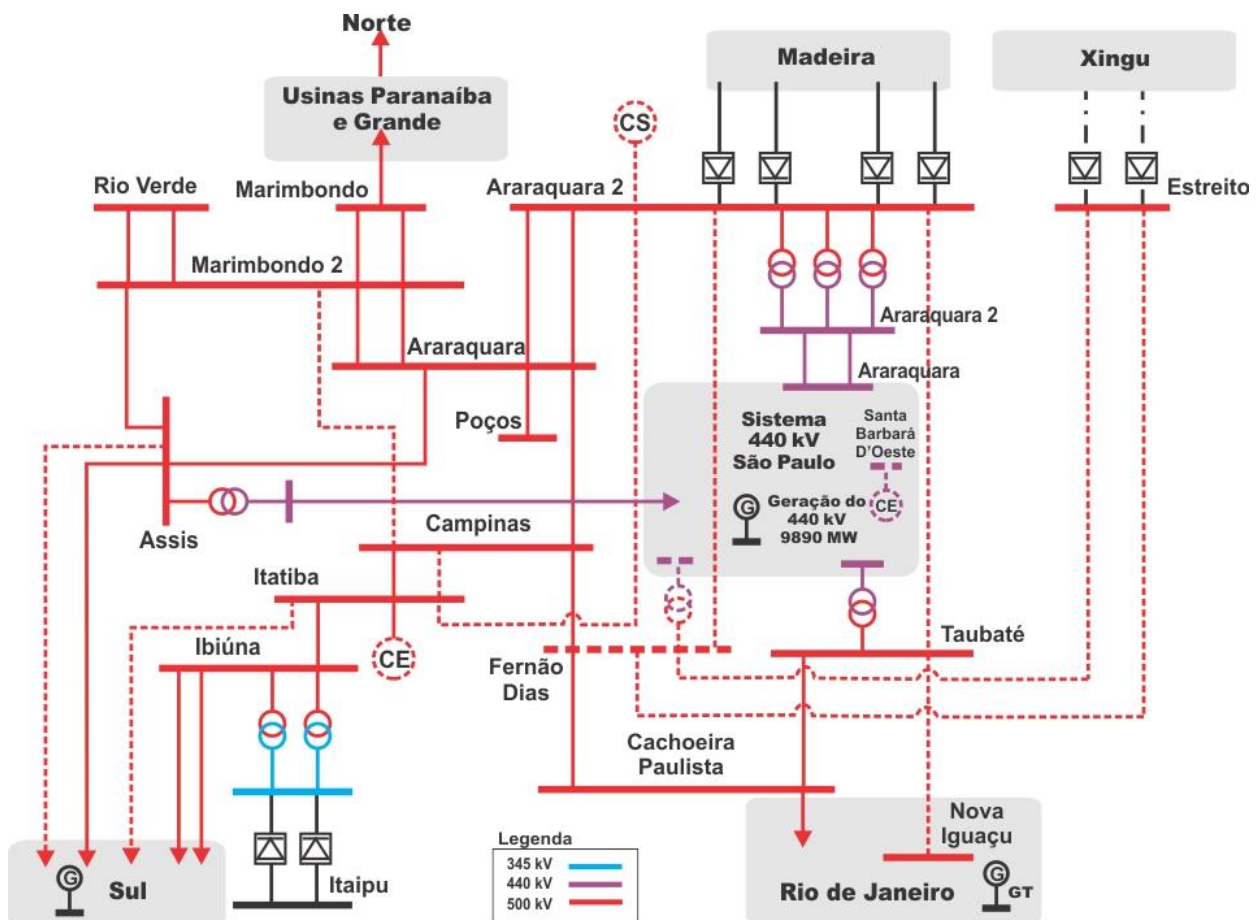 Norte
Madeira
Xingu
Usinas Paranaíba
e Grande
CS
Rio Verde
Marimbondo
Araraquara 2
Estreito
Marimbondo 2
Araraquara 2
Araraquara
Araraquara
Poços
Sistema
440 kV
São Paulo
Santa
Barbará
D'Oeste
G
Geração do
440 kV
9890 MW
CE
Assis
Campinas
Itatiba
Ibiúna
CE
Fernão
Dias
Taubaté
Cachoeira
Paulista
Nova
Iguaçu
Legenda
345 kV
440 kV
500 kV
G
Sul
Itaipu
Rio de Janeiro
G
GT